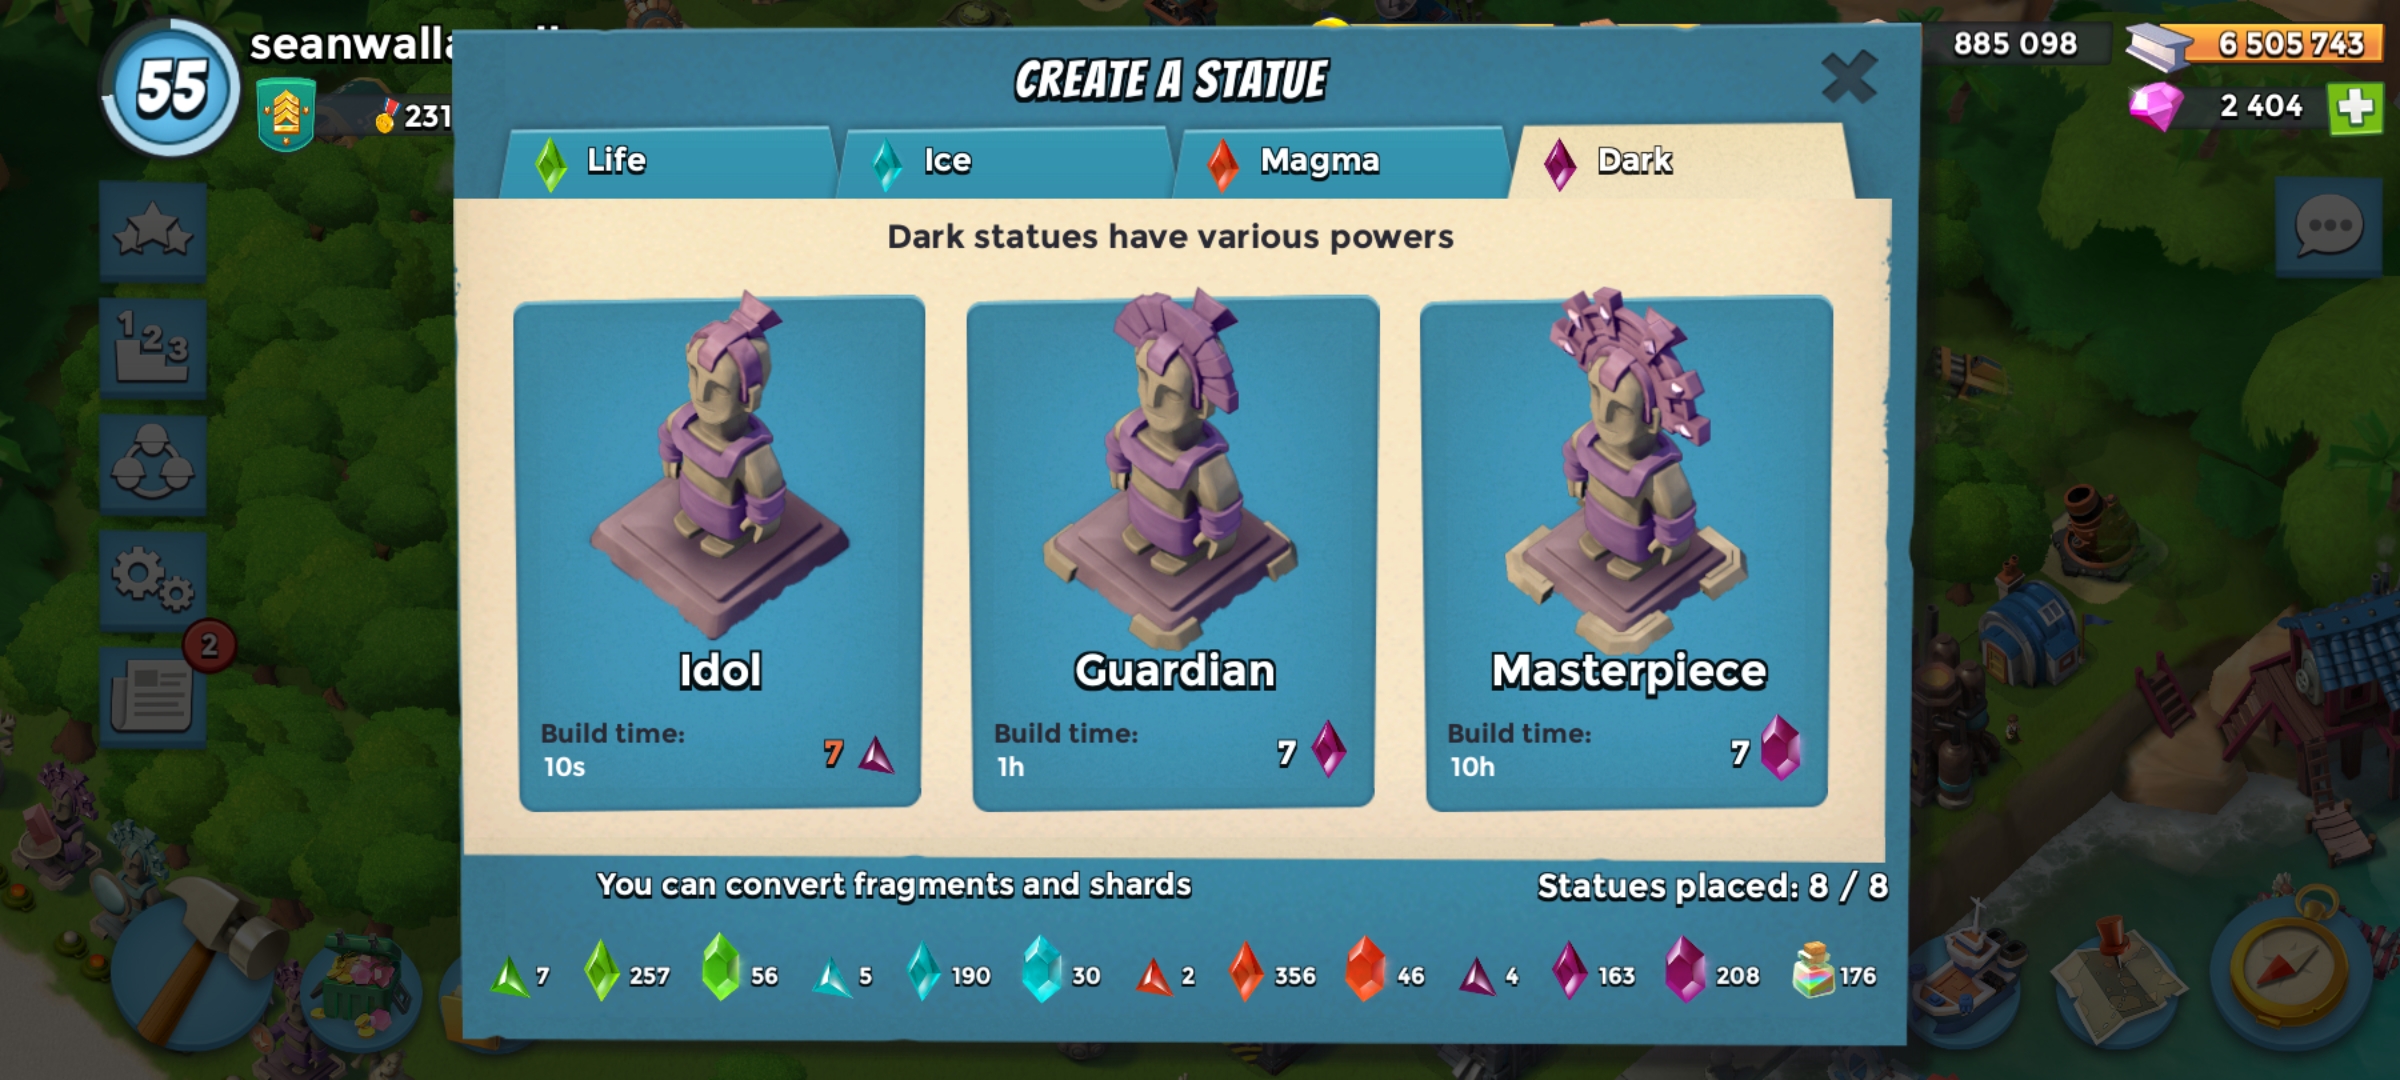 55
231
885 098
6 505 743
2 404
CREATE A STATUE
Life
Ice
Magma
Dark
Dark statues have various powers
Idol
Build time:
10s
7
Guardian
Build time:
1h
7
Masterpiece
Build time:
10h
7
1 2 3
2
You can convert fragments and shards
Statues placed: 8 / 8
7 257 56 5 190 30 2 356 46 4 163 208 176